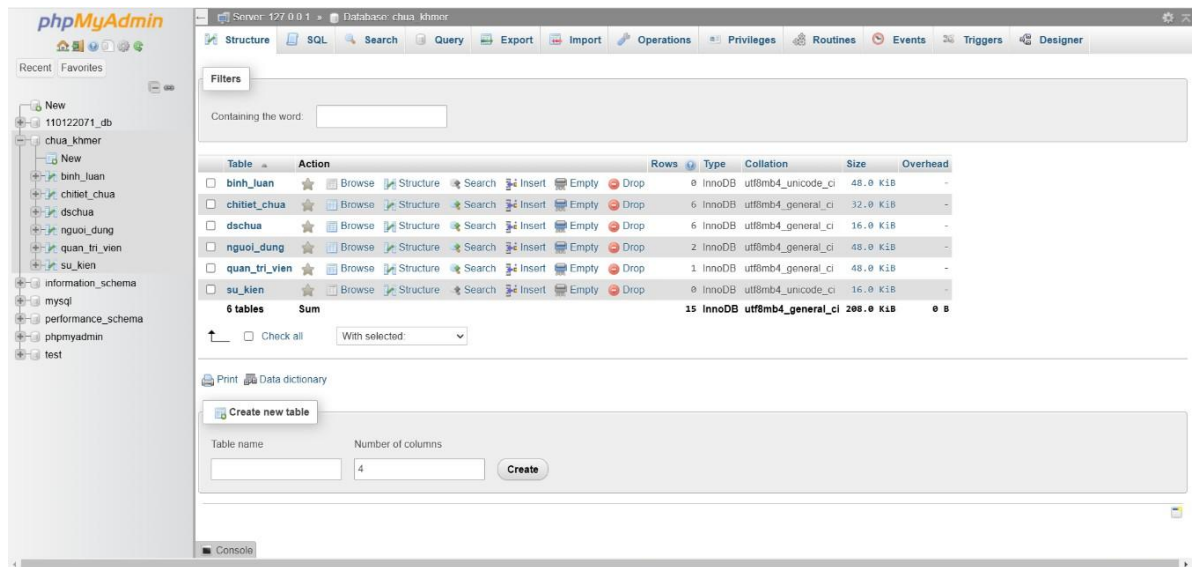 phpMyAdmin
Recent Favorites
New
110122071_db
chua_khmer
New
binh_luan
chitiet_chua
dschua
nguoi_dung
quan_tri_vien
su_kien
information_schema
mysql
performance_schema
phpmyadmin
test
Server: 127.0.0.1 » Database: chua_khmer
Structure SQL Search Query Export Import Operations Privileges Routines Events Triggers Designer
Filters
Containing the word:
Table Action Rows Type Collation Size Overhead
binh_luan Browse Structure Search Insert Empty Drop 0 InnoDB utf8mb4_unicode_ci 48.0 KiB -
chitiet_chua Browse Structure Search Insert Empty Drop 6 InnoDB utf8mb4_general_ci 32.0 KiB -
dschua Browse Structure Search Insert Empty Drop 6 InnoDB utf8mb4_general_ci 16.0 KiB -
nguoi_dung Browse Structure Search Insert Empty Drop 2 InnoDB utf8mb4_general_ci 48.0 KiB -
quan_tri_vien Browse Structure Search Insert Empty Drop 1 InnoDB utf8mb4_general_ci 48.0 KiB -
su_kien Browse Structure Search Insert Empty Drop 0 InnoDB utf8mb4_unicode_ci 16.0 KiB -
6 tables Sum 15 InnoDB utf8mb4_general_ci 208.0 KiB 0 B
Check all With selected:
Print Data dictionary
Create new table
Table name Number of columns
4 Create
Console